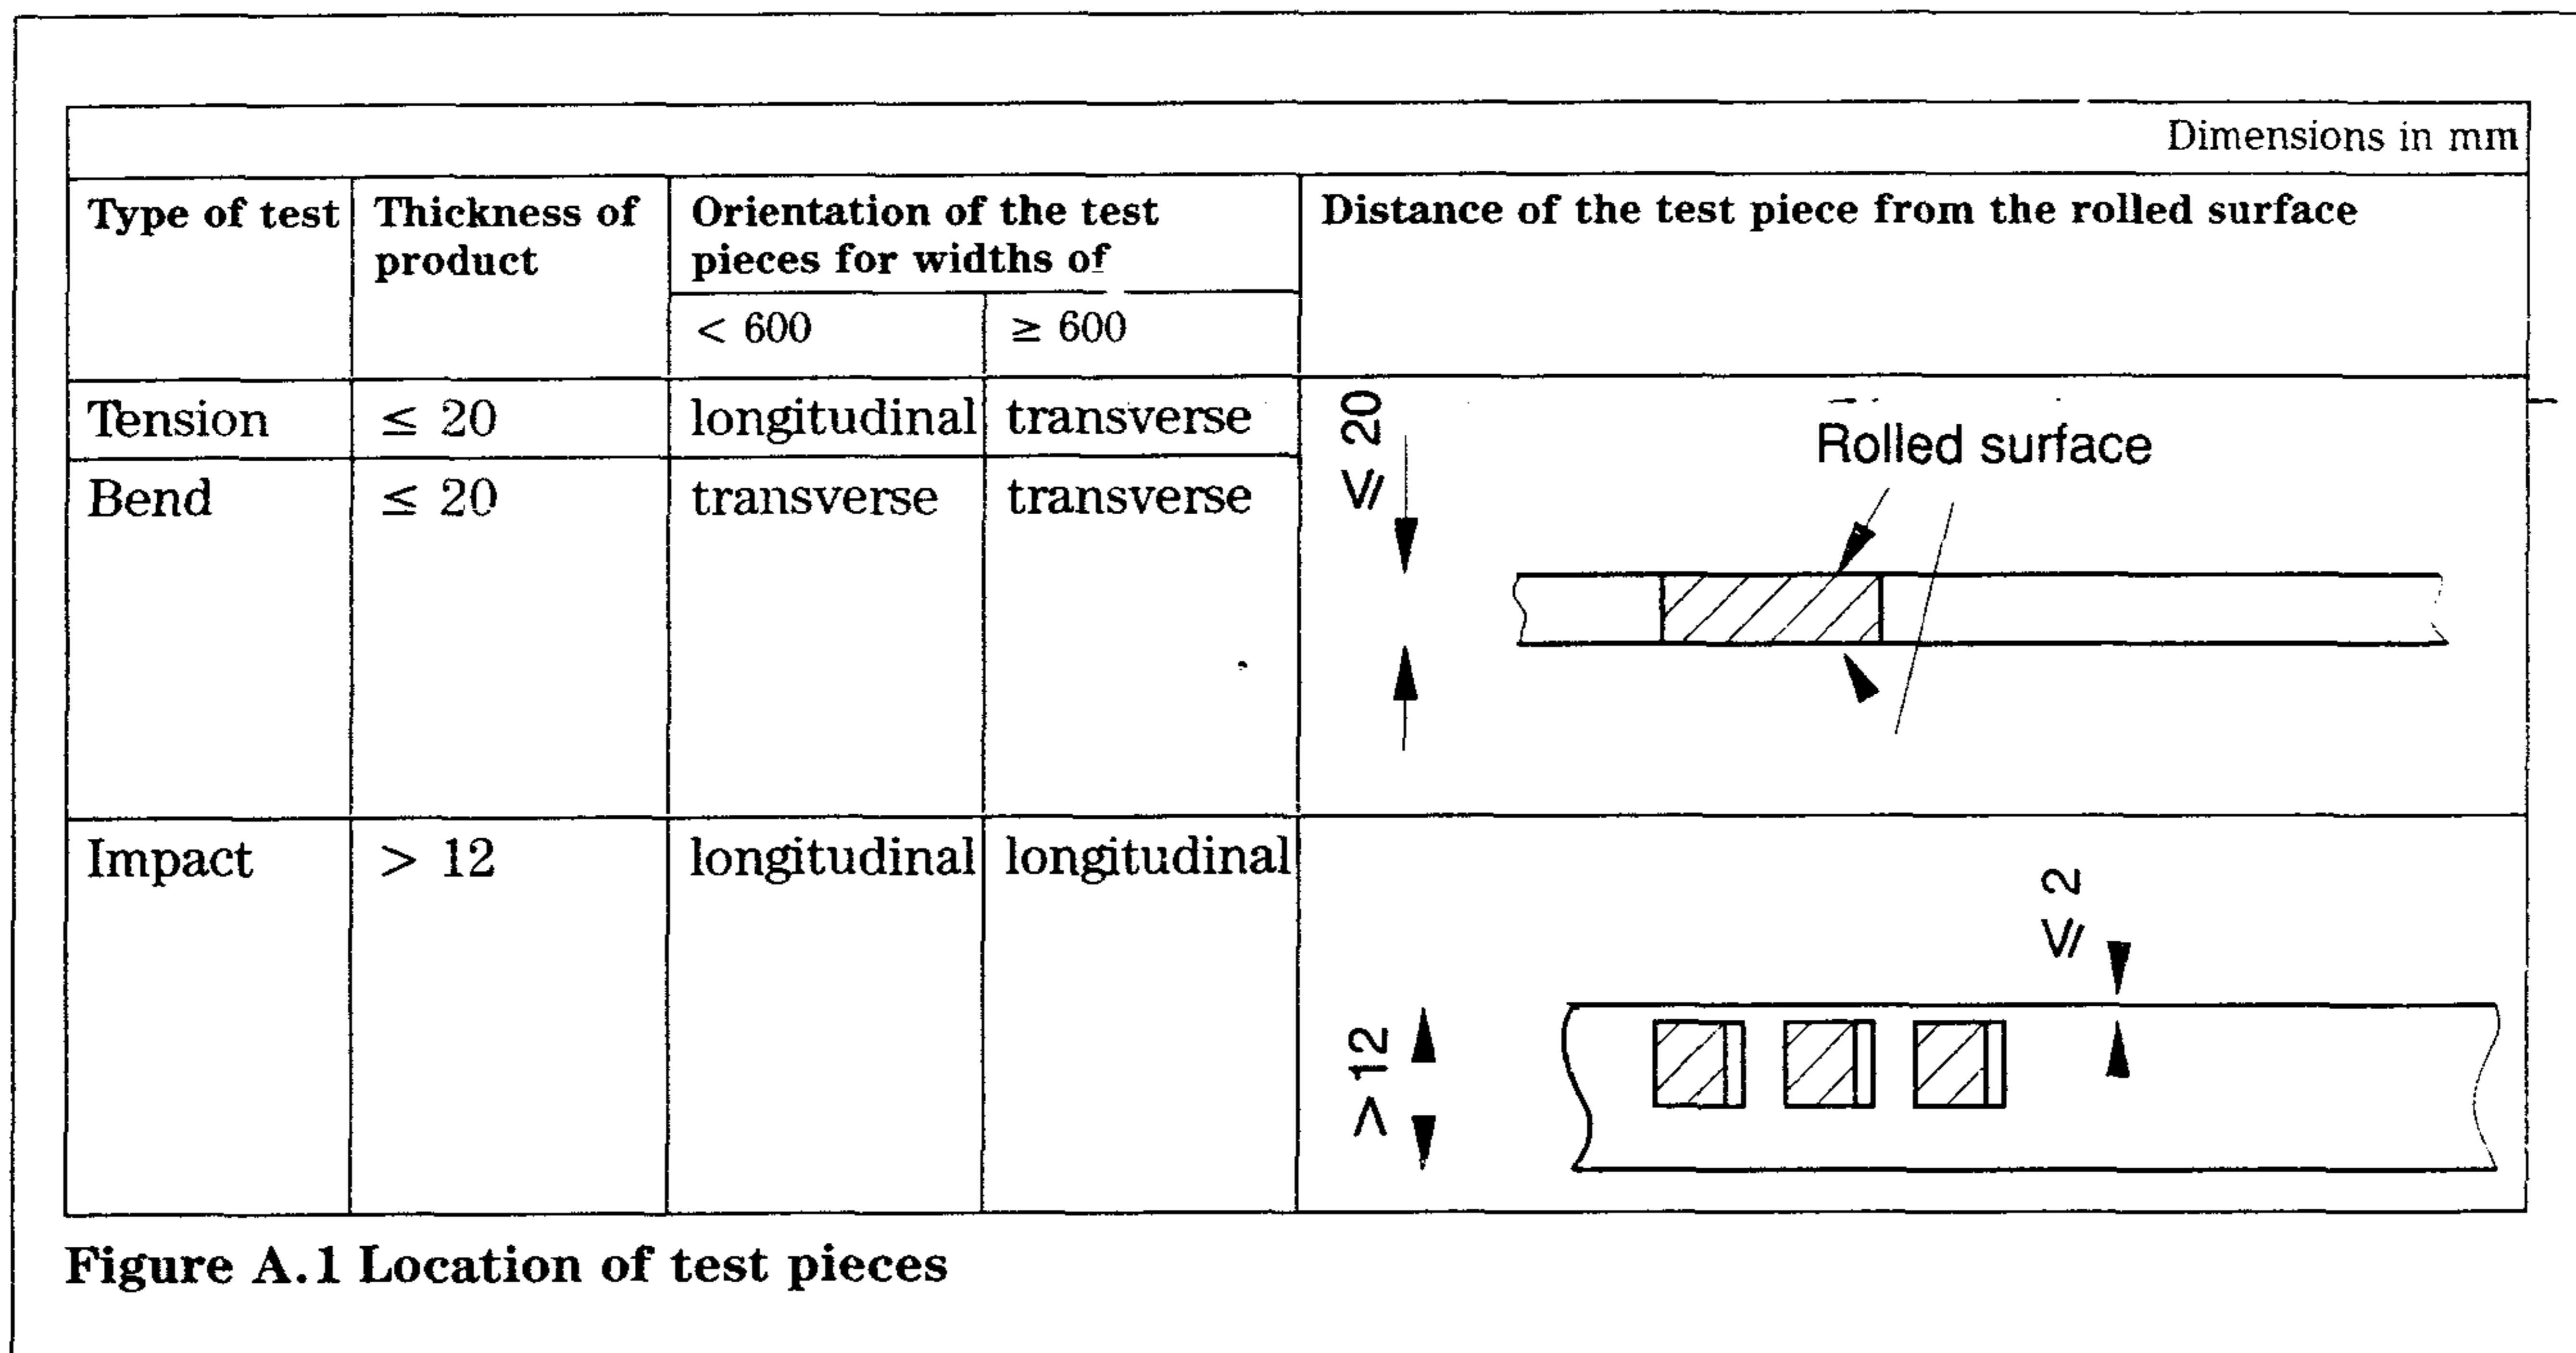 Dimensions in mm
Type of test
Thickness of
product
Orientation of the test
pieces for widths of
< 600
≥ 600
Distance of the test piece from the rolled surface
Tension
≤ 20
longitudinal
transverse
Bend
≤ 20
transverse
transverse
⩽ 20
Rolled surface
Impact
> 12
longitudinal
longitudinal
⩽ 2
> 12
Figure A.1 Location of test pieces